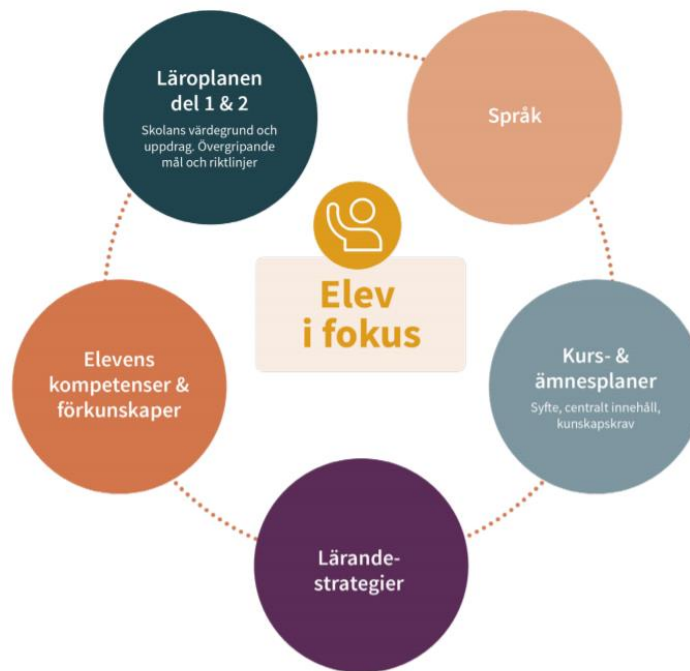 Läroplanen
del 1 & 2
Skolans värdegrund och
uppdrag. Övergripande
mål och riktlinjer
Språk
Elev
i fokus
Elevens
kompetenser &
förkunskaper
Kurs- &
ämnesplaner
Syfte, centralt innehåll,
kunskapskrav
Lärande-
strategier